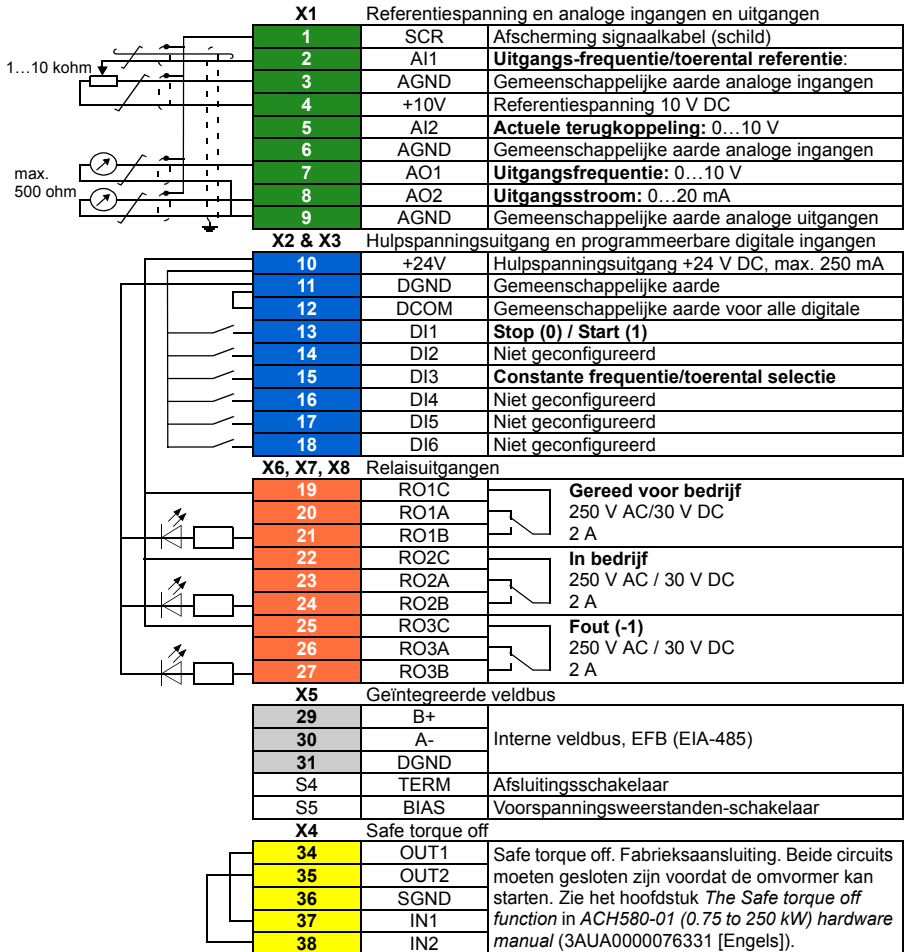 X1 Referentiespanning en analoge ingangen en uitgangen
1 SCR Afscherming signaalkabel (schild)
2 AI1 Uitgangs-frequentie/toerental referentie:
1…10 kohm
3 AGND Gemeenschappelijke aarde analoge ingangen
4 +10V Referentiespanning 10 V DC
5 AI2 Actuele terugkoppeling: 0…10 V
6 AGND Gemeenschappelijke aarde analoge ingangen
7 AO1 Uitgangsfrequentie: 0…10 V
max.
500 ohm
8 AO2 Uitgangsstroom: 0…20 mA
9 AGND Gemeenschappelijke aarde analoge uitgangen
X2 & X3 Hulpspanningsuitgang en programmeerbare digitale ingangen
10 +24V Hulpspanningsuitgang +24 V DC, max. 250 mA
11 DGND Gemeenschappelijke aarde
12 DCOM Gemeenschappelijke aarde voor alle digitale
13 DI1 Stop (0) / Start (1)
14 DI2 Niet geconfigureerd
15 DI3 Constante frequentie/toerental selectie
16 DI4 Niet geconfigureerd
17 DI5 Niet geconfigureerd
18 DI6 Niet geconfigureerd
X6, X7, X8 Relaisuitgangen
19 RO1C Gereed voor bedrijf
20 RO1A 250 V AC/30 V DC
21 RO1B 2 A
22 RO2C In bedrijf
23 RO2A 250 V AC / 30 V DC
24 RO2B 2 A
25 RO3C Fout (-1)
26 RO3A 250 V AC / 30 V DC
27 RO3B 2 A
X5 Geïntegreerde veldbus
29 B+
30 A- Interne veldbus, EFB (EIA-485)
31 DGND
S4 TERM Afsluitingsschakelaar
S5 BIAS Voorspanningsweerstanden-schakelaar
X4 Safe torque off
34 OUT1 Safe torque off. Fabrieksaansluiting. Beide circuits
35 OUT2 moeten gesloten zijn voordat de omvormer kan
36 SGND starten. Zie het hoofdstuk The Safe torque off
37 IN1 function in ACH580-01 (0.75 to 250 kW) hardware
38 IN2 manual (3AUA0000076331 [Engels]).